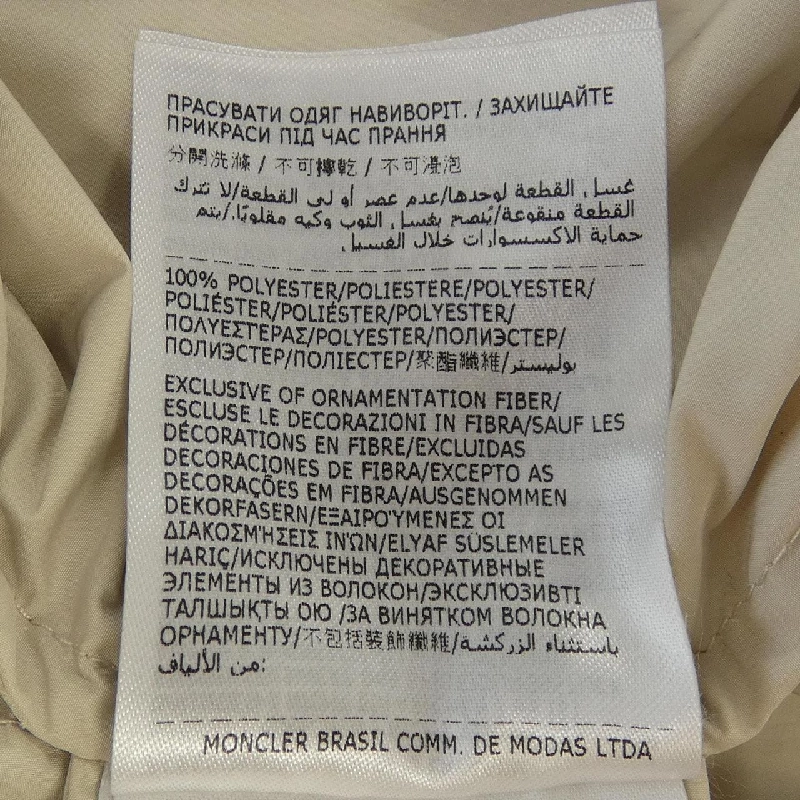 ПРАСУВАТИ ОДЯГ НАВИВОРІТ. / ЗАХИЩАЙТЕ
ПРИКРАСИ ПІД ЧАС ПРАННЯ
分開洗滌 / 不可擰乾 / 不可浸泡
غسل القطعة لوحدها/عدم عصر أو لي القطعة/لا تترك
القطعة منقوعة/يُنصح بغسل الثوب وكيه مقلوبًا./يتم
حماية الاكسسوارات خلال الغسيل.
100% POLYESTER/POLIESTERE/POLYESTER/
POLIÉSTER/POLIÉSTER/POLYESTER/
ΠΟΛΥΕΣΤΕΡΑΣ/POLYESTER/ПОЛИЭСТЕР/
ПОЛИЭСТЕР/ПОЛІЕСТЕР/聚酯纖維/بوليستر
EXCLUSIVE OF ORNAMENTATION FIBER/
ESCLUSE LE DECORAZIONI IN FIBRA/SAUF LES
DÉCORATIONS EN FIBRE/EXCLUIDAS
DECORACIONES DE FIBRA/EXCEPTO AS
DECORAÇÕES EM FIBRA/AUSGENOMMEN
DEKORFASERN/ΕΞΑΙΡΟΎΜΕΝΕΣ ΟΙ
ΔΙΑΚΟΣΜΉΣΕΙΣ ΙΝΏΝ/ELYAF SÜSLEMELER
HARIÇ/ИСКЛЮЧЕНЫ ДЕКОРАТИВНЫЕ
ЭЛЕМЕНТЫ ИЗ ВОЛОКОН/ЭКСКЛЮЗИВТІ
ТАЛШЫҚТЫ ОЮ /ЗА ВИНЯТКОМ ВОЛОКНА
ОРНАМЕНТУ/不包括裝飾纖維/باستثناء الزركشة
من الألياف:
MONCLER BRASIL COMM. DE MODAS LTDA